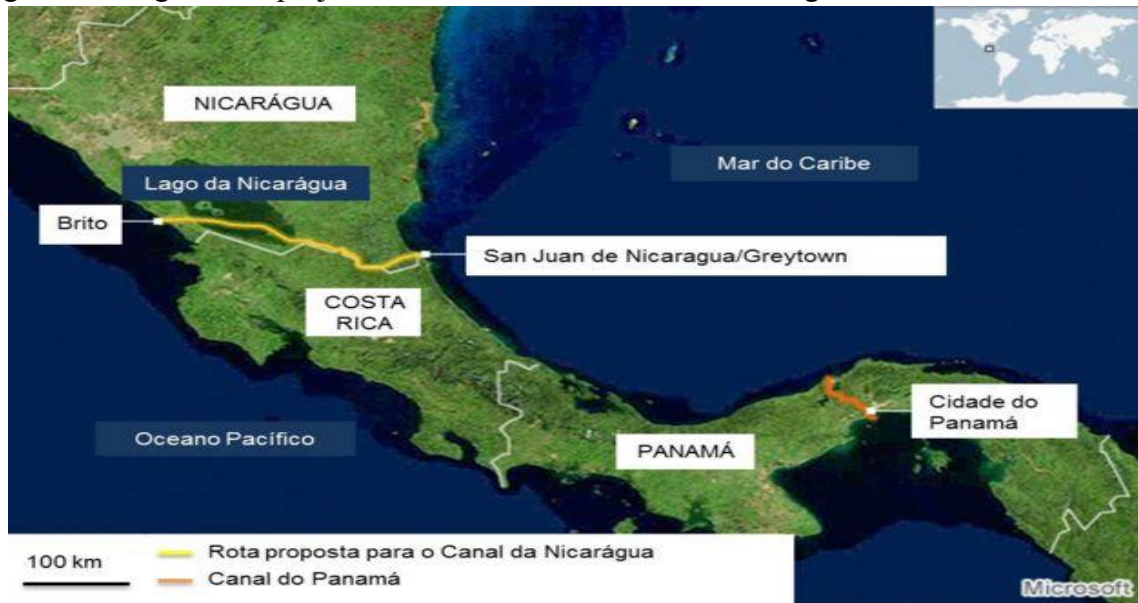 NICARÁGUA
Mar do Caribe
Lago da Nicarágua
Brito
San Juan de Nicaragua/Greytown
COSTA
RICA
Cidade do
Panamá
Oceano Pacífico
PANAMÁ
Rota proposta para o Canal da Nicarágua
100 km
Canal do Panamá
Microsoft